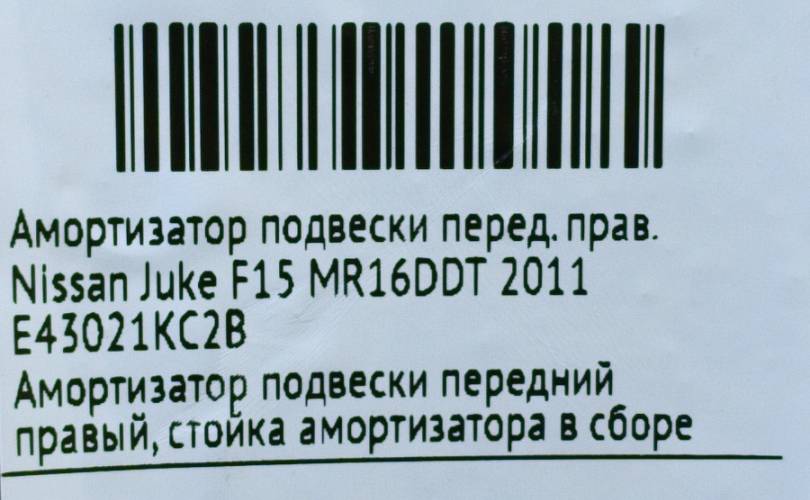 Амортизатор подвески перед. прав.
Nissan Juke F15 MR16DDT 2011
E43021KC2B
Амортизатор подвески передний
правый, стойка амортизатора в сборе